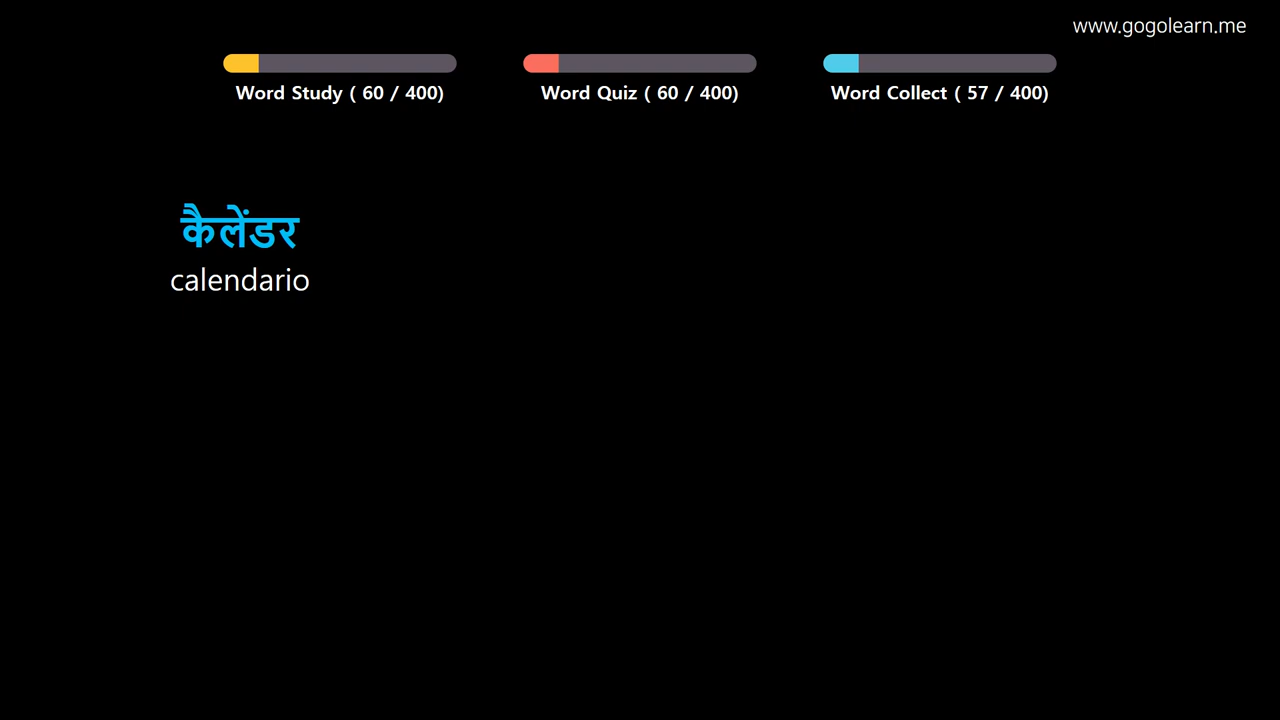 www.gogolearn.me
Word Study ( 60 / 400)
Word Quiz ( 60 / 400)
Word Collect ( 57 / 400)
कैलेंडर
calendario